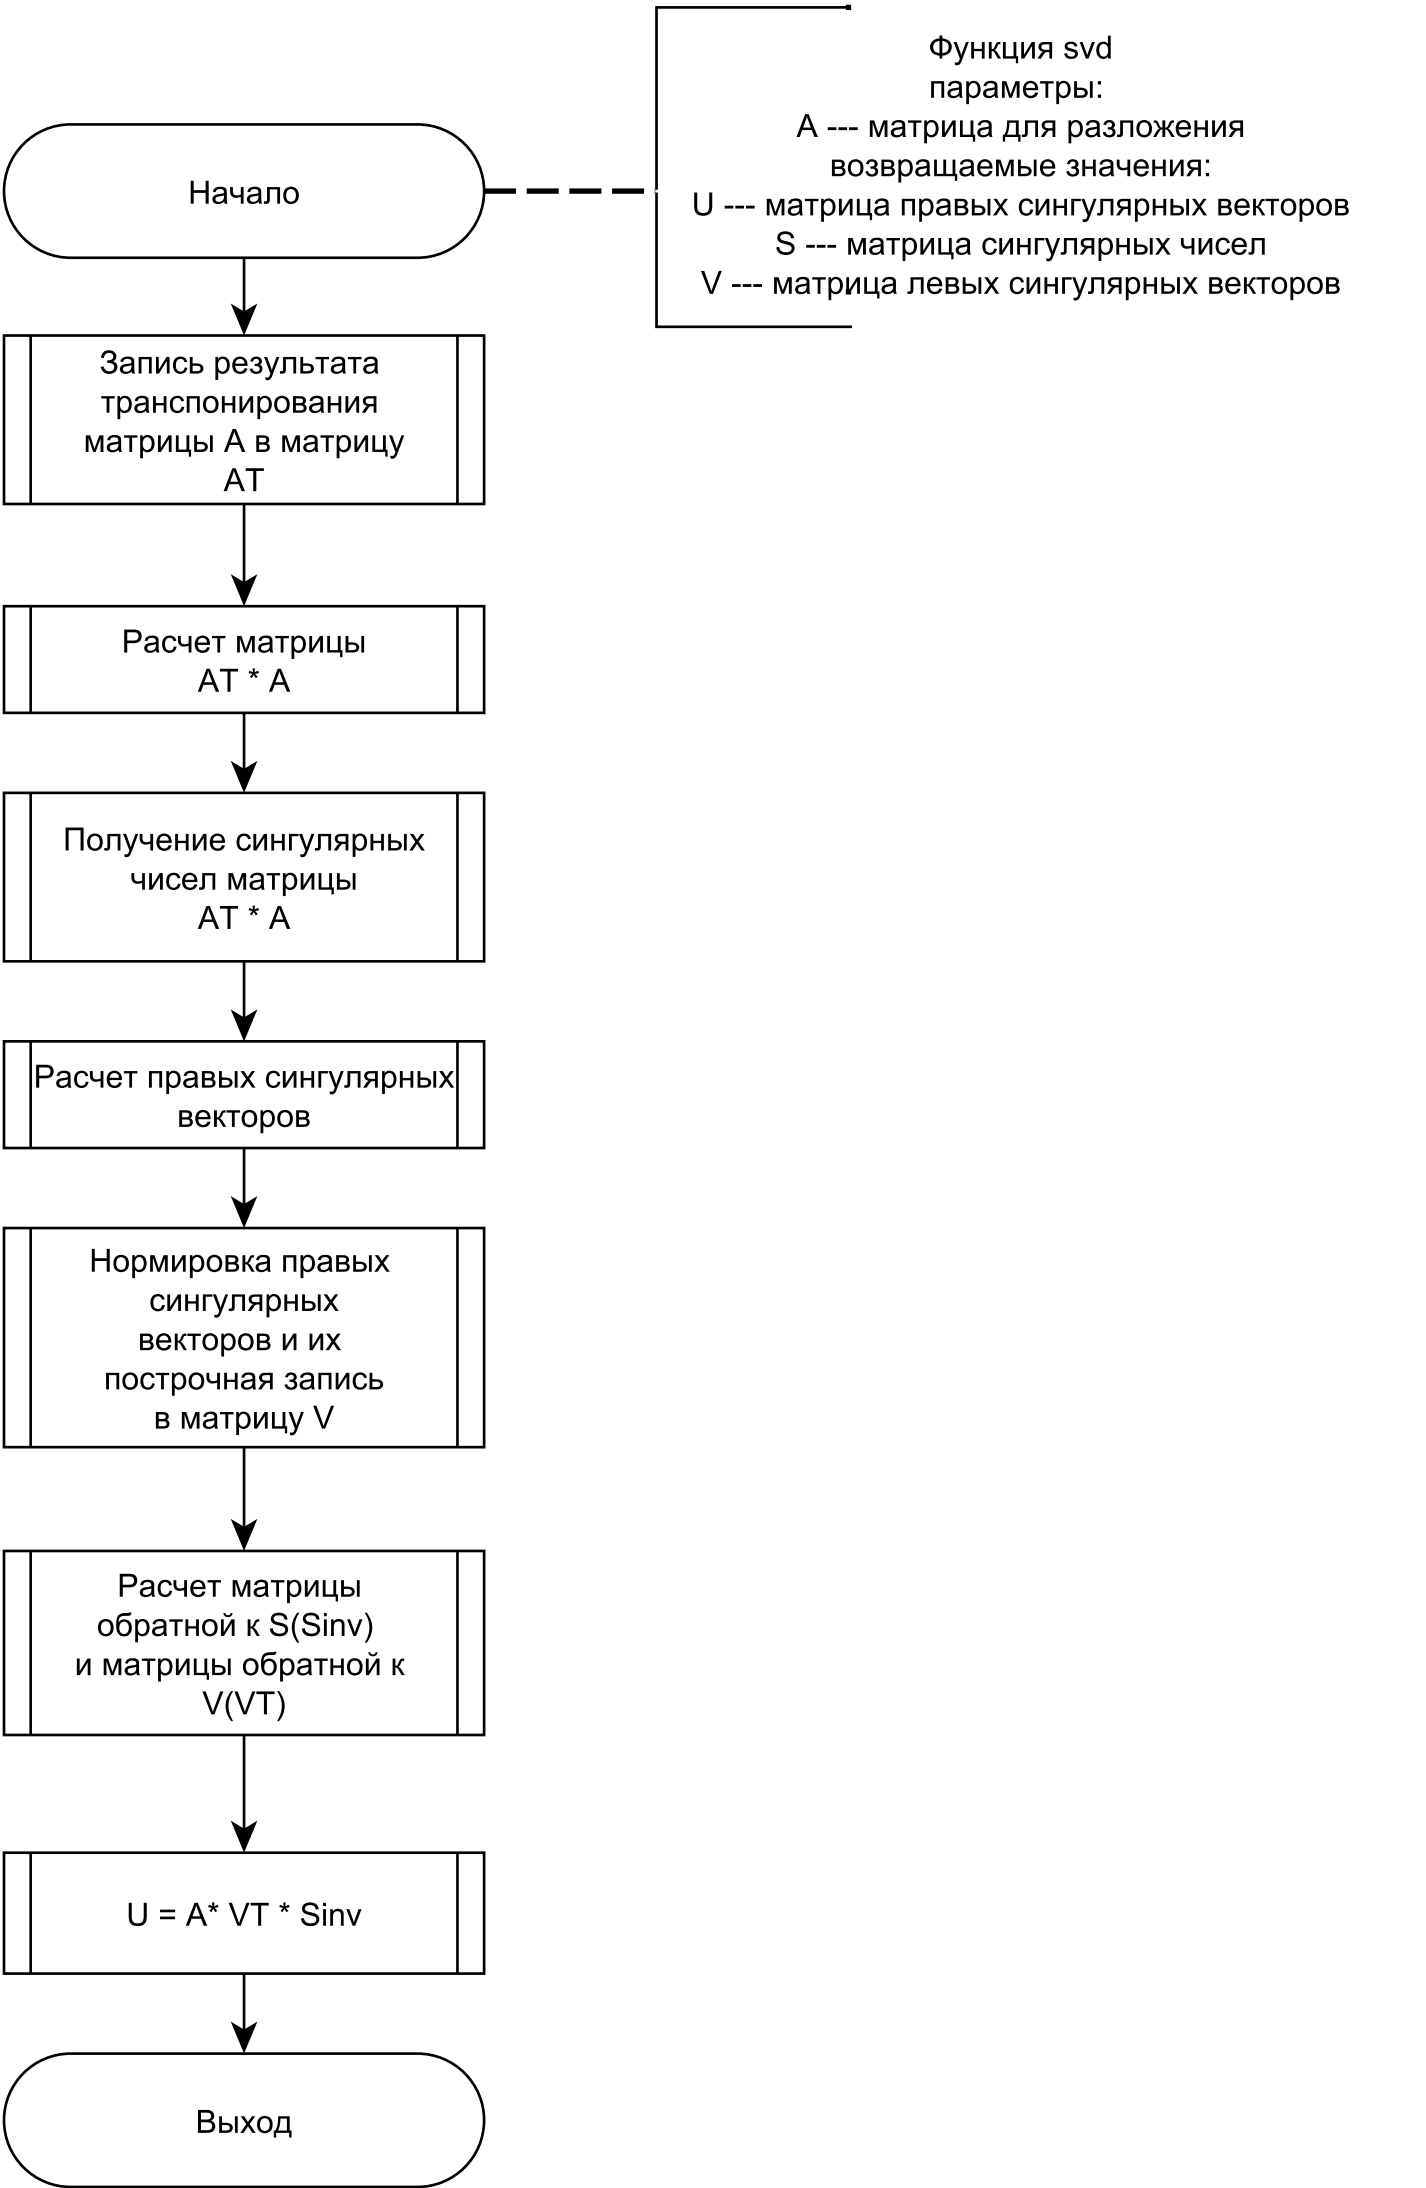 Функция svd
параметры:
A --- матрица для разложения
возвращаемые значения:
U --- матрица правых сингулярных векторов
S --- матрица сингулярных чисел
V --- матрица левых сингулярных векторов
Начало
Запись результата
транспонирования
матрицы A в матрицу
AT
Расчет матрицы
AT * A
Получение сингулярных
чисел матрицы
AT * A
Расчет правых сингулярных
векторов
Нормировка правых
сингулярных
векторов и их
построчная запись
в матрицу V
Расчет матрицы
обратной к S(Sinv)
и матрицы обратной к
V(VT)
U = A* VT * Sinv
Выход